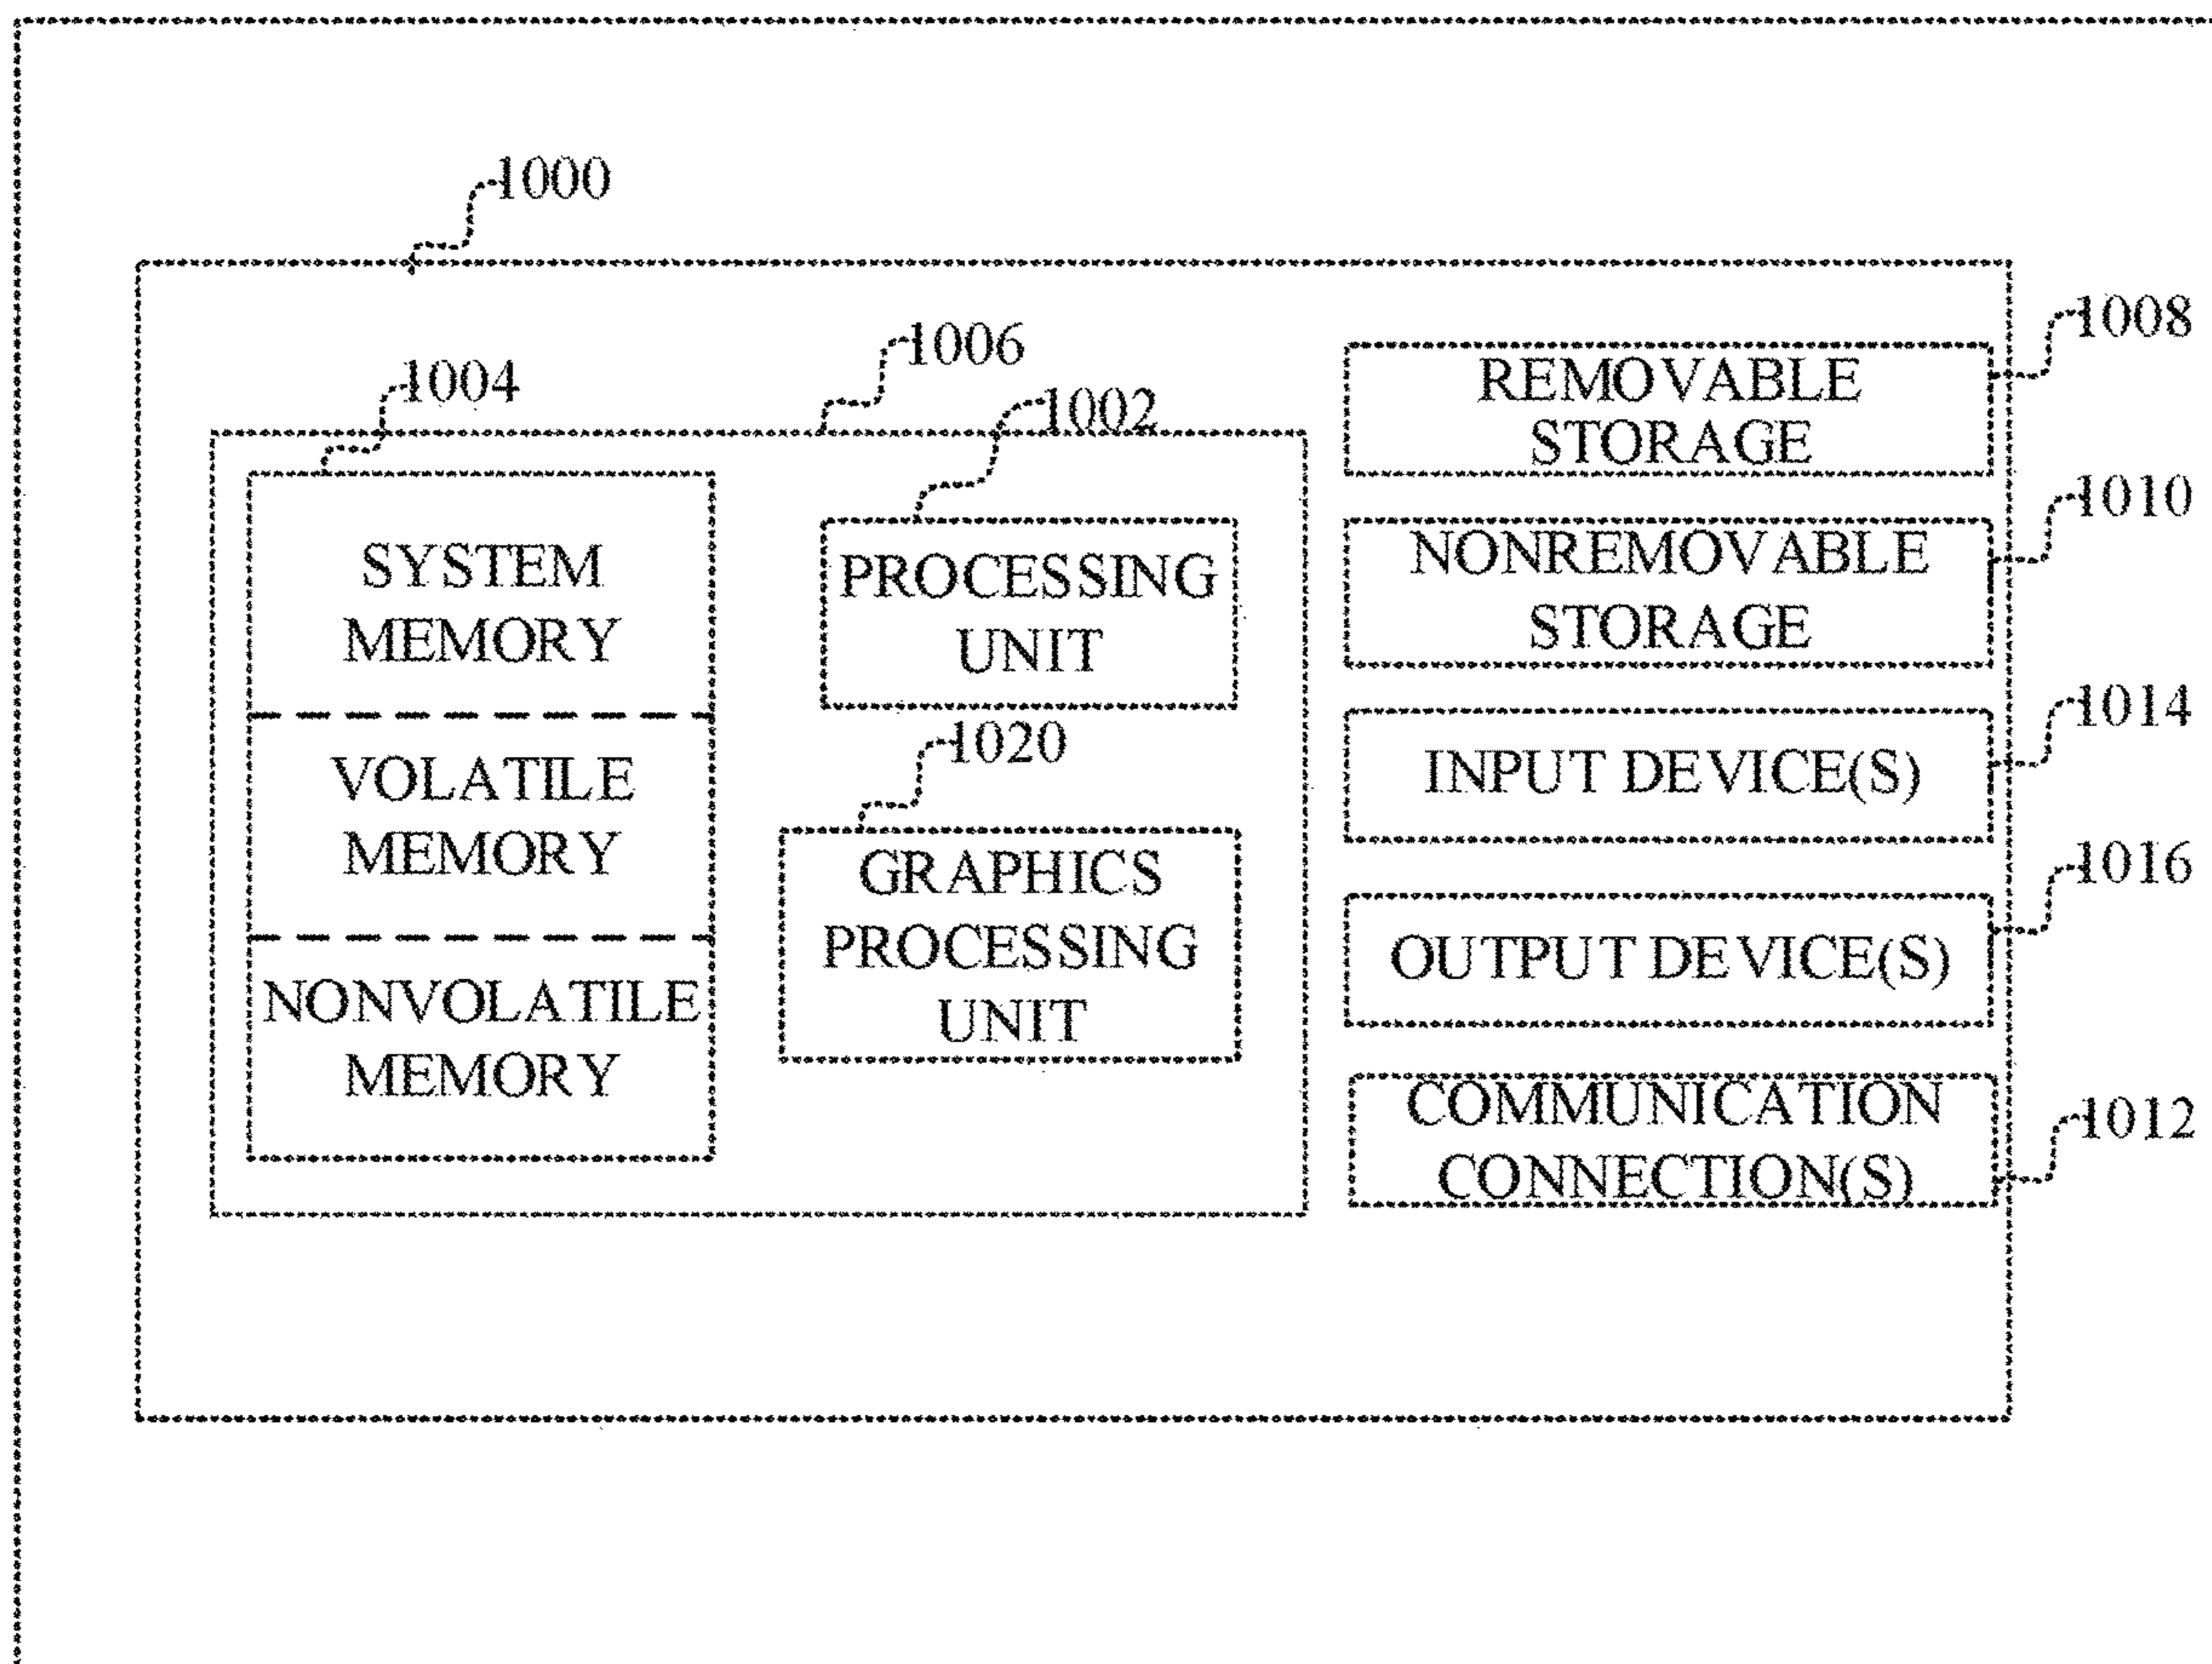 1000
1006
1004
1002
SYSTEM
MEMORY
VOLATILE
MEMORY
NONVOLATILE
MEMORY
PROCESSING
UNIT
1020
GRAPHICS
PROCESSING
UNIT
1008
REMOVABLE
STORAGE
1010
NONREMOVABLE
STORAGE
1014
INPUT DEVICE(S)
1016
OUTPUT DEVICE(S)
1012
COMMUNICATION
CONNECTION(S)